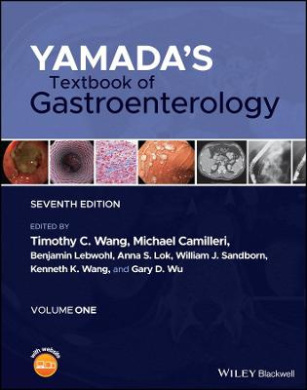 YAMADA'S
Textbook of
Gastroenterology
SEVENTH EDITION
EDITED BY
Timothy C. Wang, Michael Camilleri,
Benjamin Lebwohl, Anna S. Lok, William J. Sandborn,
Kenneth K. Wang, and Gary D. Wu
VOLUME ONE
with website
WILEY Blackwell